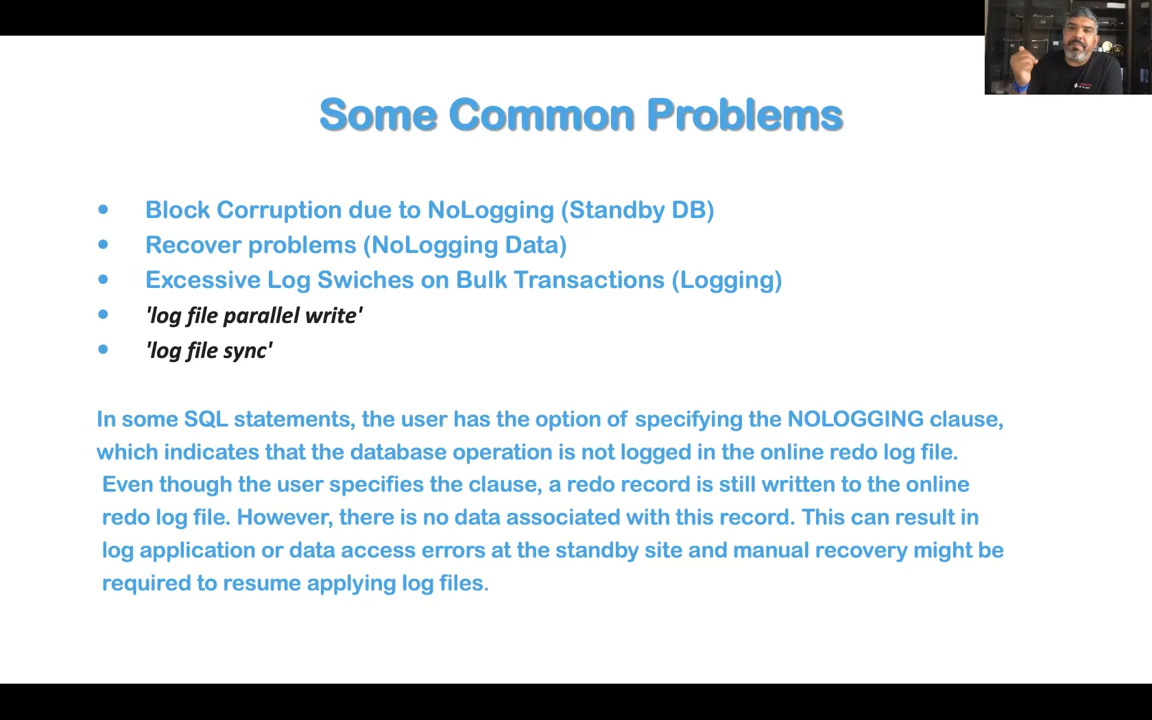 Some Common Problems
• Block Corruption due to NoLogging (Standby DB)
• Recover problems (NoLogging Data)
• Excessive Log Swiches on Bulk Transactions (Logging)
• 'log file parallel write'
• 'log file sync'
In some SQL statements, the user has the option of specifying the NOLOGGING clause,
which indicates that the database operation is not logged in the online redo log file.
Even though the user specifies the clause, a redo record is still written to the online
redo log file. However, there is no data associated with this record. This can result in
log application or data access errors at the standby site and manual recovery might be
required to resume applying log files.